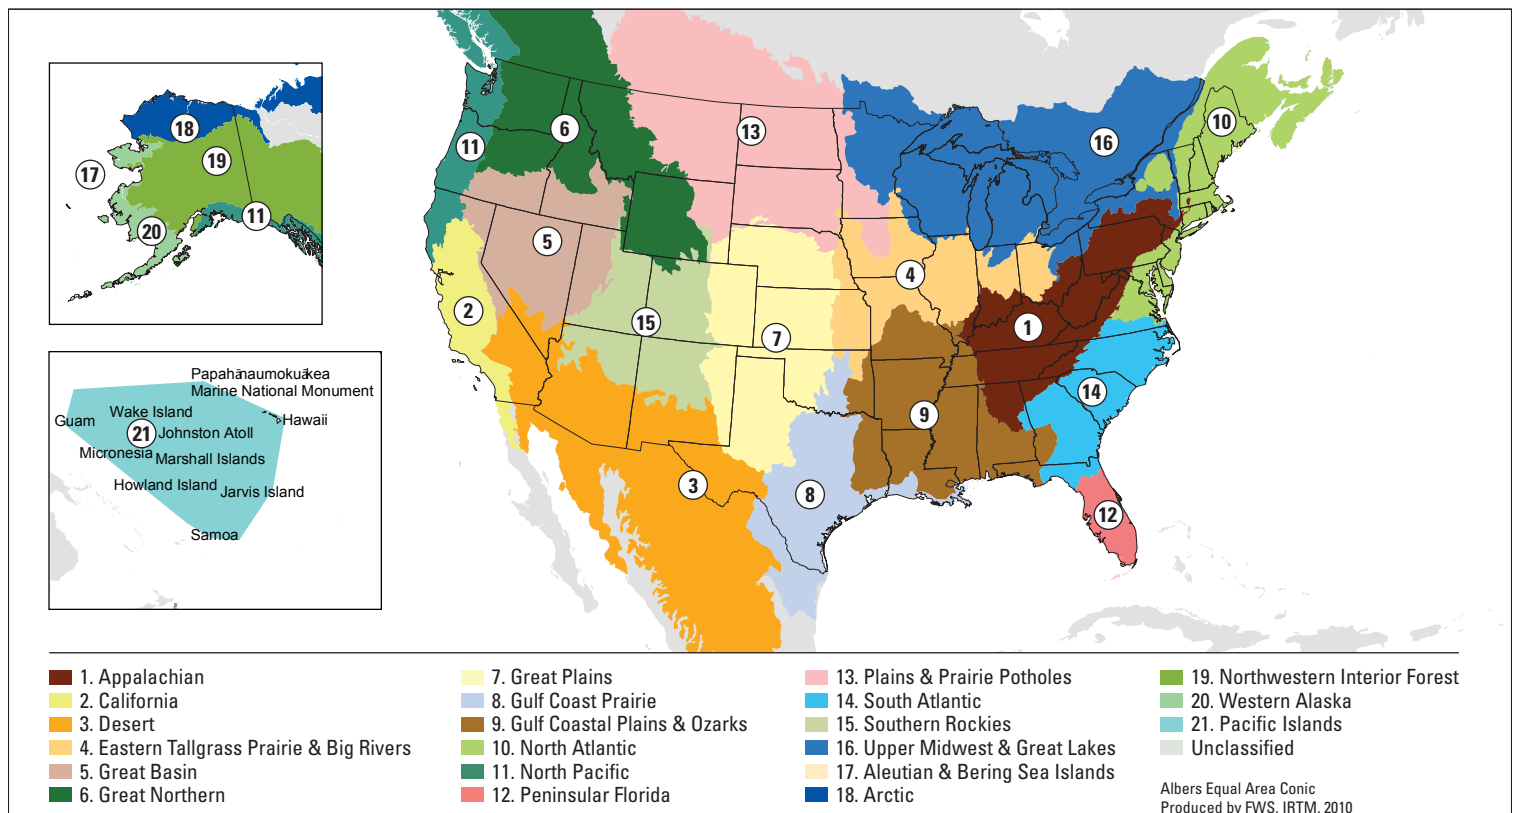 18
19
17
11
20
Papahānaumokuākea
Marine National Monument
Wake Island
Guam
Hawaii
21
Johnston Atoll
Micronesia
Marshall Islands
Howland Island
Jarvis Island
Samoa
6
13
11
16
10
5
4
2
15
7
1
14
9
3
8
12
1. Appalachian
2. California
3. Desert
4. Eastern Tallgrass Prairie & Big Rivers
5. Great Basin
6. Great Northern
7. Great Plains
8. Gulf Coast Prairie
9. Gulf Coastal Plains & Ozarks
10. North Atlantic
11. North Pacific
12. Peninsular Florida
13. Plains & Prairie Potholes
14. South Atlantic
15. Southern Rockies
16. Upper Midwest & Great Lakes
17. Aleutian & Bering Sea Islands
18. Arctic
19. Northwestern Interior Forest
20. Western Alaska
21. Pacific Islands
Unclassified
Albers Equal Area Conic
Produced by FWS, IRTM, 2010